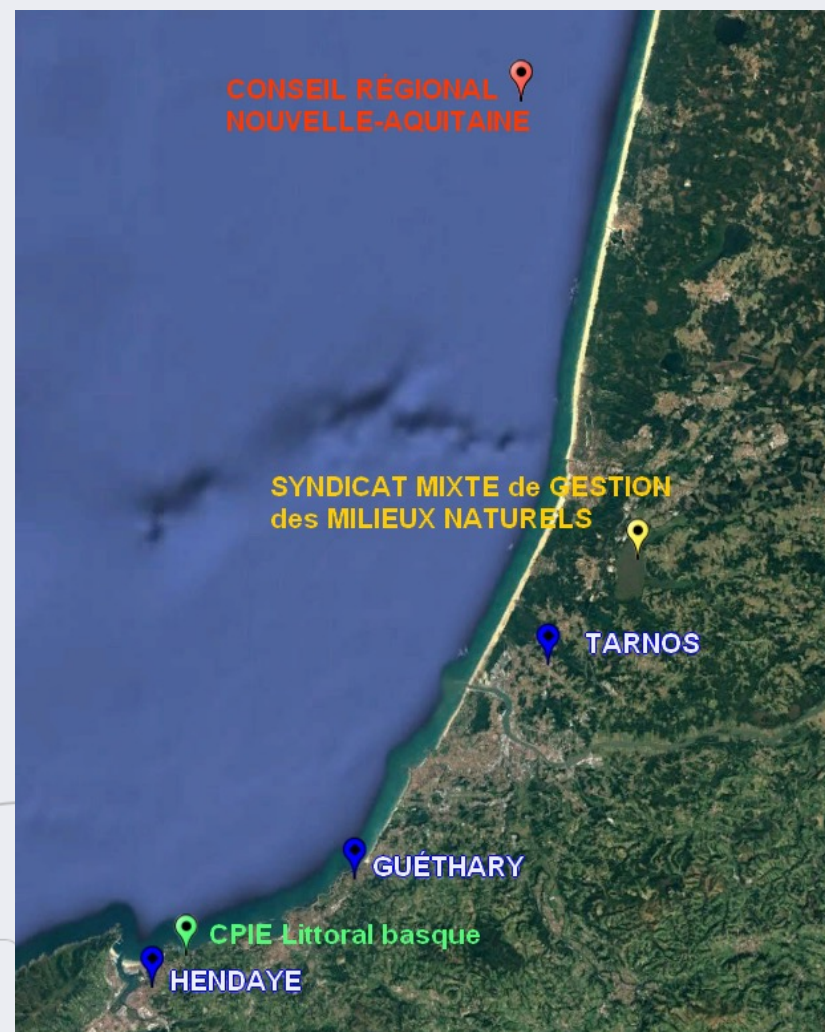 CONSEIL RÉGIONAL
NOUVELLE-AQUITAINE
SYNDICAT MIXTE de GESTION
des MILIEUX NATURELS
TARNOS
GUÉTHARY
CPIE Littoral basque
HENDAYE